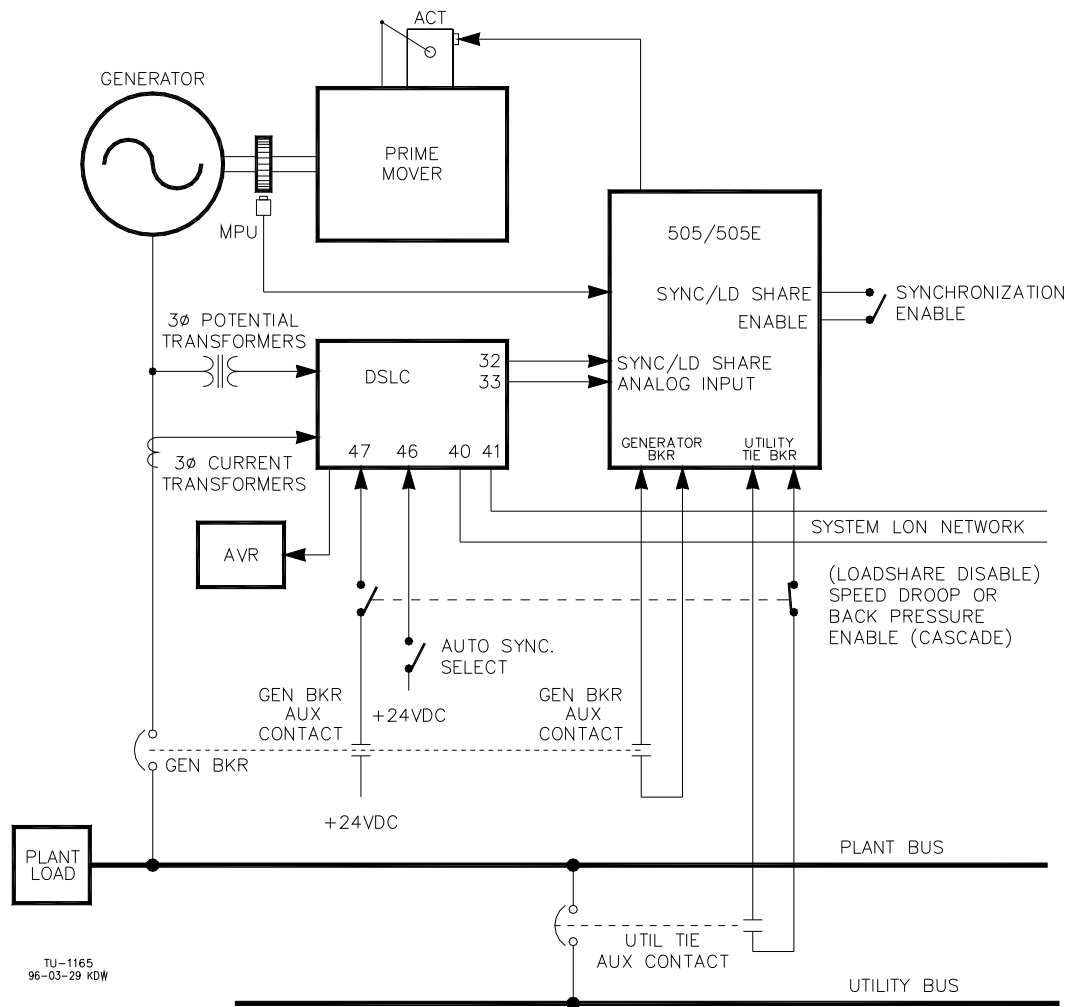 ACT
GENERATOR
PRIME
MOVER
MPU
505/505E
SYNC/LD SHARE
ENABLE
SYNCHRONIZATION
ENABLE
3ø POTENTIAL
TRANSFORMERS
DSLC
32
33
SYNC/LD SHARE
ANALOG INPUT
47
46
40
41
GENERATOR
BKR
UTILITY
TIE BKR
3ø CURRENT
TRANSFORMERS
SYSTEM LON NETWORK
AVR
(LOADSHARE DISABLE)
SPEED DROOP OR
BACK PRESSURE
ENABLE (CASCADE)
AUTO SYNC.
SELECT
+24VDC
GEN BKR
AUX
CONTACT
GEN BKR
AUX
CONTACT
GEN BKR
+24VDC
PLANT
LOAD
PLANT BUS
UTIL TIE
AUX CONTACT
TU-1165
96-03-29 KDW
UTILITY BUS